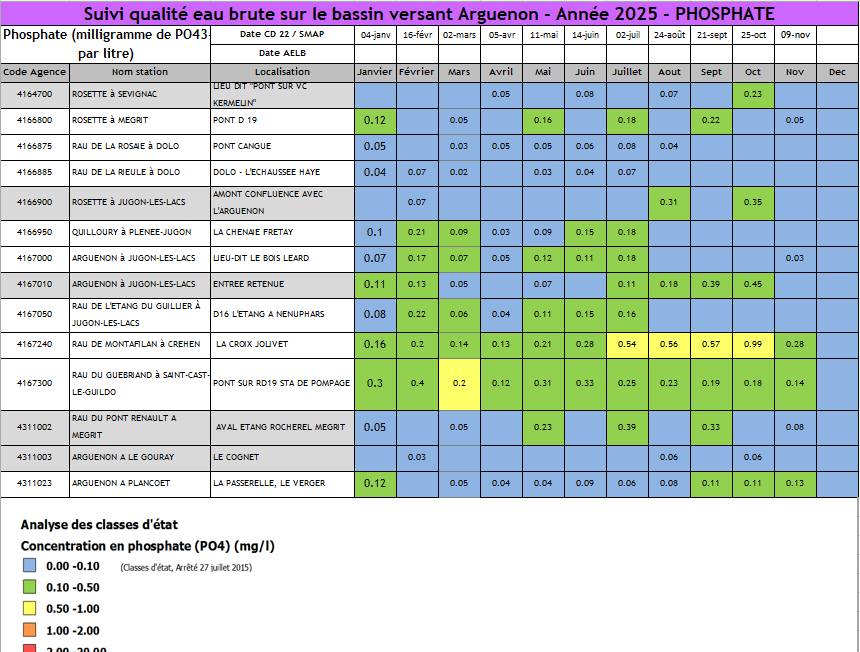 Suivi qualité eau brute sur le bassin versant Arguenon - Année 2025 - PHOSPHATE
Phosphate (milligramme de PO43- par litre) Date CD 22 / SMAP 04-janv 16-févr 02-mars 05-avr 11-mai 14-juin 02-juil 24-août 21-sept 25-oct 09-nov
Date AELB
Code Agence Nom station Localisation Janvier Février Mars Avril Mai Juin Juillet Aout Sept Oct Nov Dec
4164700 ROSETTE à SEVIGNAC LIEU DIT "PONT SUR VC KERMELIN" 0.05 0.08 0.07 0.23
4166800 ROSETTE à MEGRIT PONT D 19 0.12 0.05 0.16 0.18 0.22 0.05
4166875 RAU DE LA ROSAIE à DOLO PONT CANGUE 0.05 0.03 0.05 0.05 0.06 0.08 0.04
4166885 RAU DE LA RIEULE à DOLO DOLO - L'ECHAUSSEE HAYE 0.04 0.07 0.02 0.03 0.04 0.07
4166900 ROSETTE à JUGON-LES-LACS AMONT CONFLUENCE AVEC L'ARGUENON 0.07 0.31 0.35
4166950 QUILLOURY à PLENEE-JUGON LA CHENAIE FRETAY 0.1 0.21 0.09 0.03 0.09 0.15 0.18
4167000 ARGUENON à JUGON-LES-LACS LIEU-DIT LE BOIS LEARD 0.07 0.17 0.07 0.05 0.12 0.11 0.18 0.03
4167010 ARGUENON à JUGON-LES-LACS ENTREE RETENUE 0.11 0.13 0.05 0.07 0.11 0.18 0.39 0.45
4167050 RAU DE L'ETANG DU GUILLIER À JUGON-LES-LACS D16 L'ETANG A NENUPHARS 0.08 0.22 0.06 0.04 0.11 0.15 0.16
4167240 RAU DE MONTAFILAN à CREHEN LA CROIX JOLIVET 0.16 0.2 0.14 0.13 0.21 0.28 0.54 0.56 0.57 0.99 0.28
4167300 RAU DU GUEBRIAND à SAINT-CAST-LE-GUILDO PONT SUR RD19 STA DE POMPAGE 0.3 0.4 0.2 0.12 0.31 0.33 0.25 0.23 0.19 0.18 0.14
4311002 RAU DU PONT RENAULT A MEGRIT AVAL ETANG ROCHEREL MEGRIT 0.05 0.05 0.23 0.39 0.33 0.08
4311003 ARGUENON A LE GOURAY LE COGNET 0.03 0.06 0.06
4311023 ARGUENON A PLANCOET LA PASSERELLE, LE VERGER 0.12 0.05 0.04 0.04 0.09 0.06 0.08 0.11 0.11 0.13
Analyse des classes d'état
Concentration en phosphate (PO4) (mg/l)
0.00 -0.10 (Classes d'état, Arrêté 27 juillet 2015)
0.10 -0.50
0.50 -1.00
1.00 -2.00
2.00 -20.00